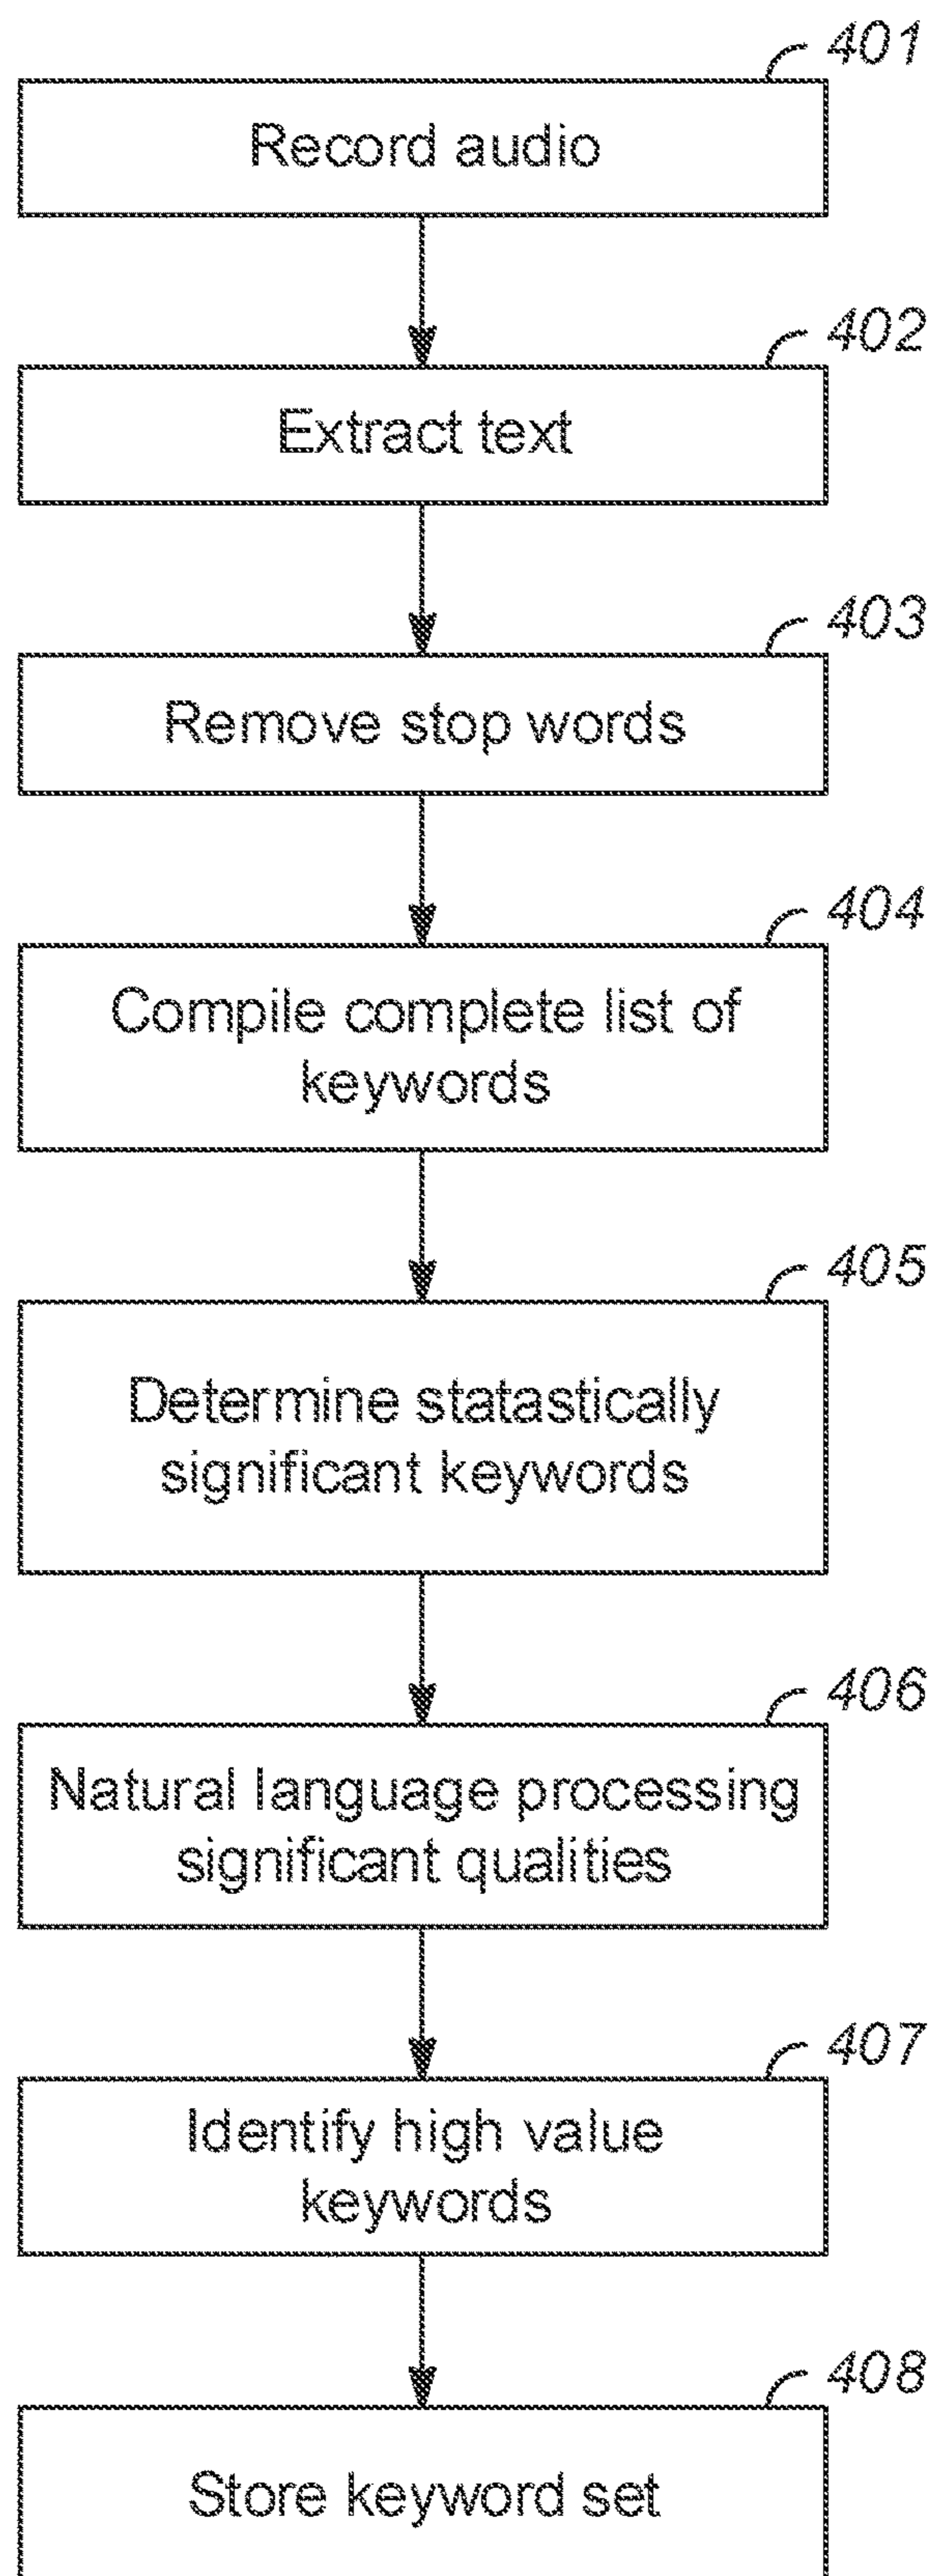 401
Record audio
402
Extract text
403
Remove stop words
404
Compile complete list of
keywords
405
Determine statastically
significant keywords
406
Natural language processing
significant qualities
407
Identify high value
keywords
408
Store keyword set